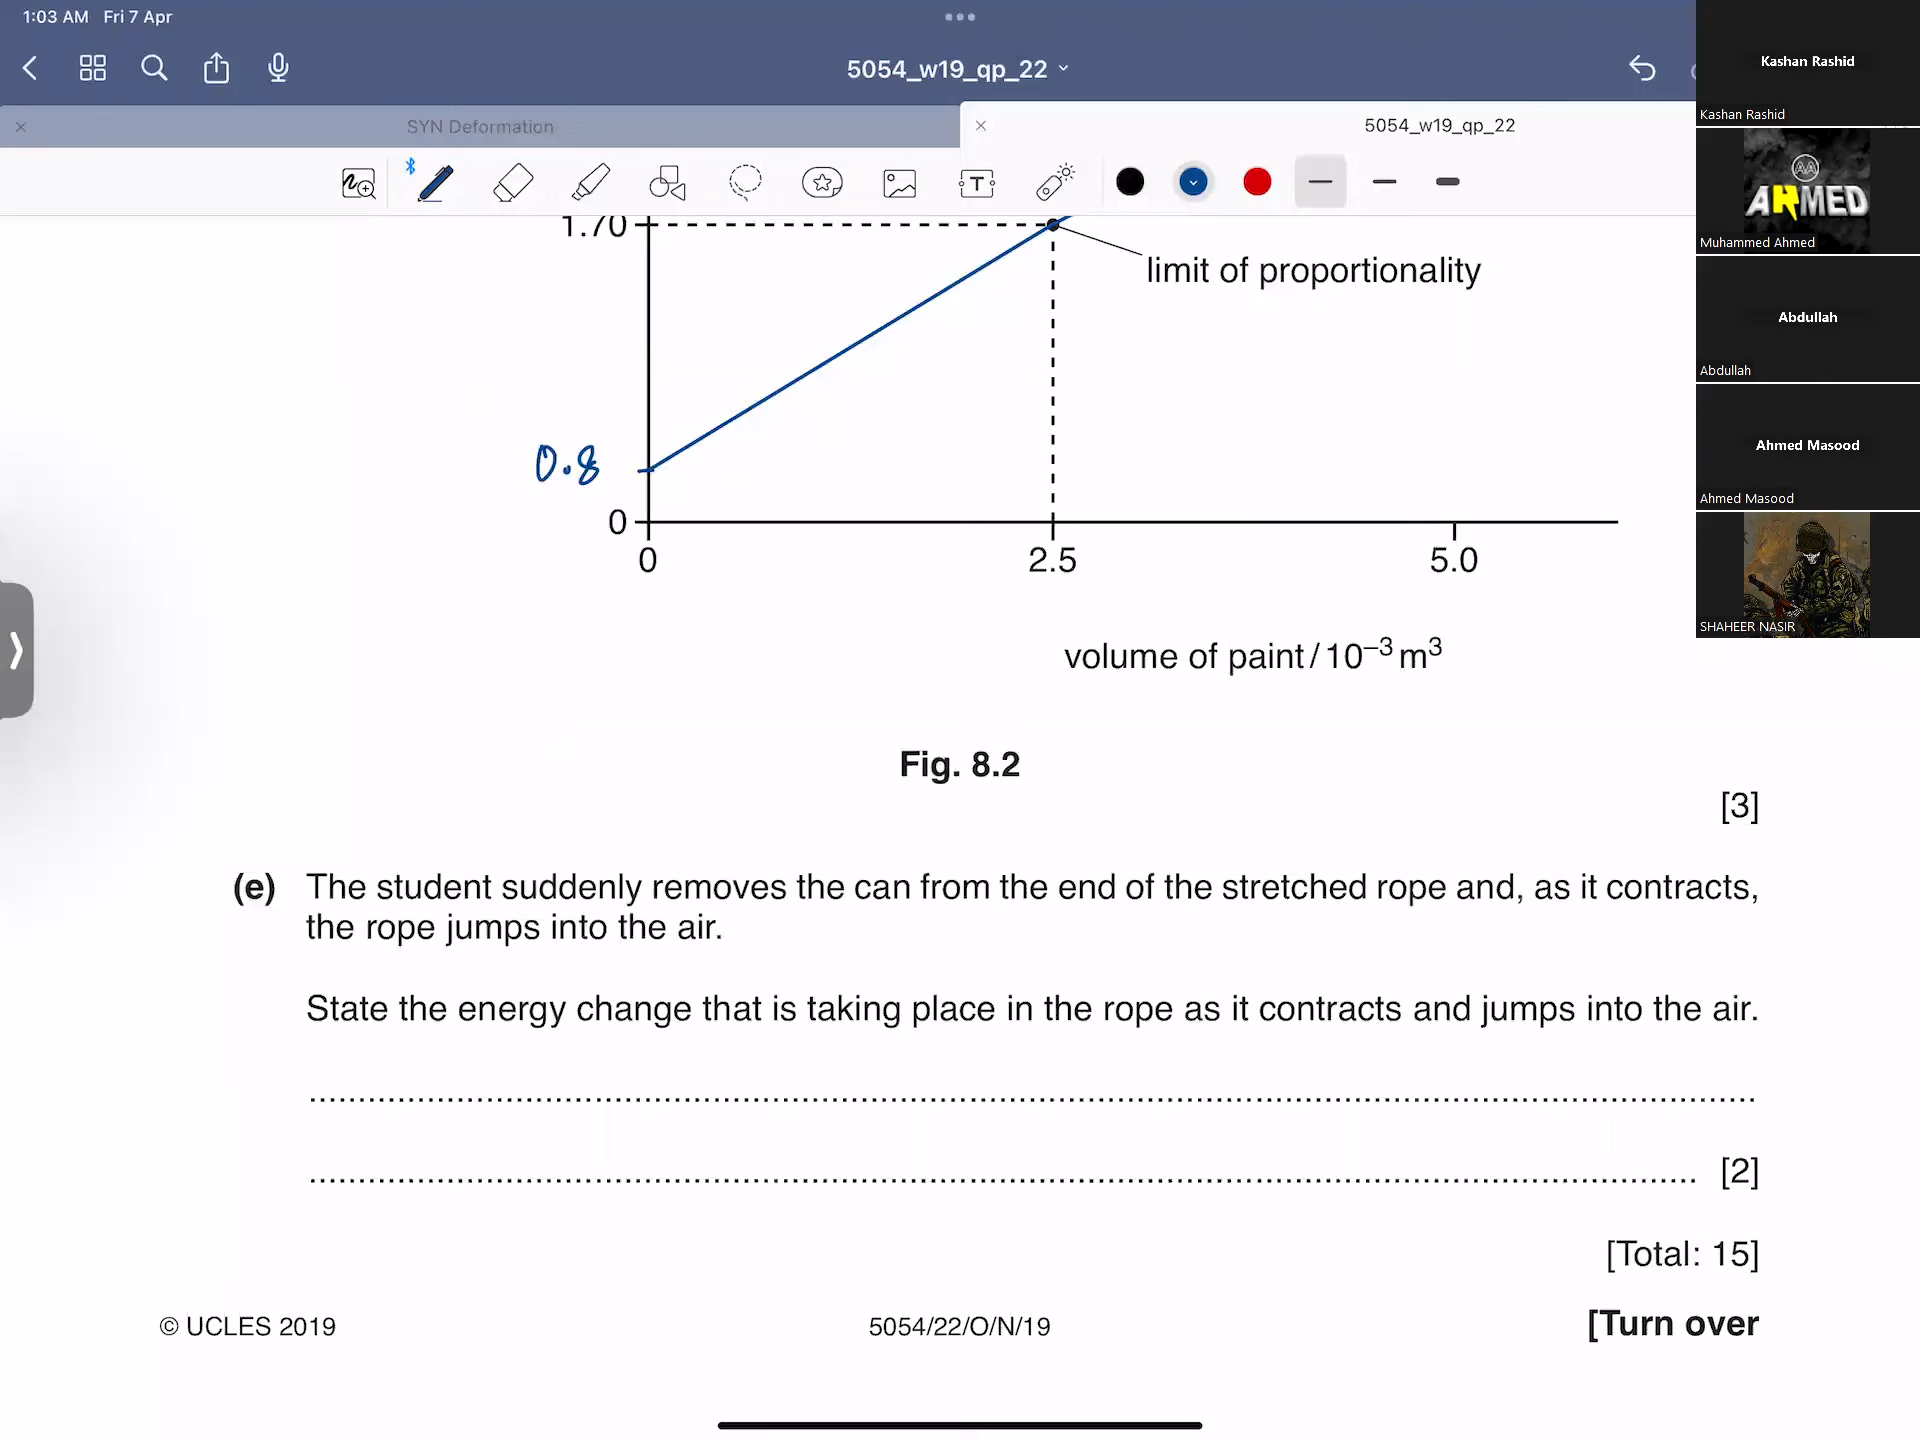 1:03 AM Fri 7 Apr
5054_w19_qp_22
SYN Deformation
5054_w19_qp_22
T
1.70
limit of proportionality
0.8
0
0 2.5 5.0
volume of paint / 10⁻³ m³
Fig. 8.2
[3]
(e) The student suddenly removes the can from the end of the stretched rope and, as it contracts,
the rope jumps into the air.
State the energy change that is taking place in the rope as it contracts and jumps into the air.
[2]
[Total: 15]
© UCLES 2019 5054/22/O/N/19 [Turn over
Kashan Rashid
Kashan Rashid
AA
AHMED
Muhammed Ahmed
Abdullah
Abdullah
Ahmed Masood
Ahmed Masood
SHAHEER NASIR